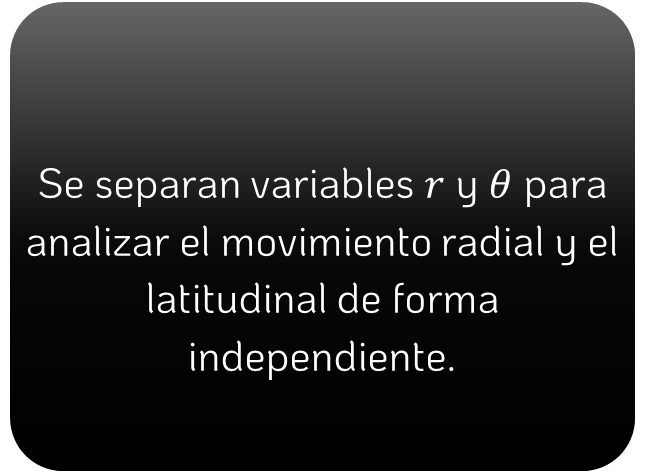 Se separan variables 𝑟 y 𝜃 para
analizar el movimiento radial y el
latitudinal de forma
independiente.